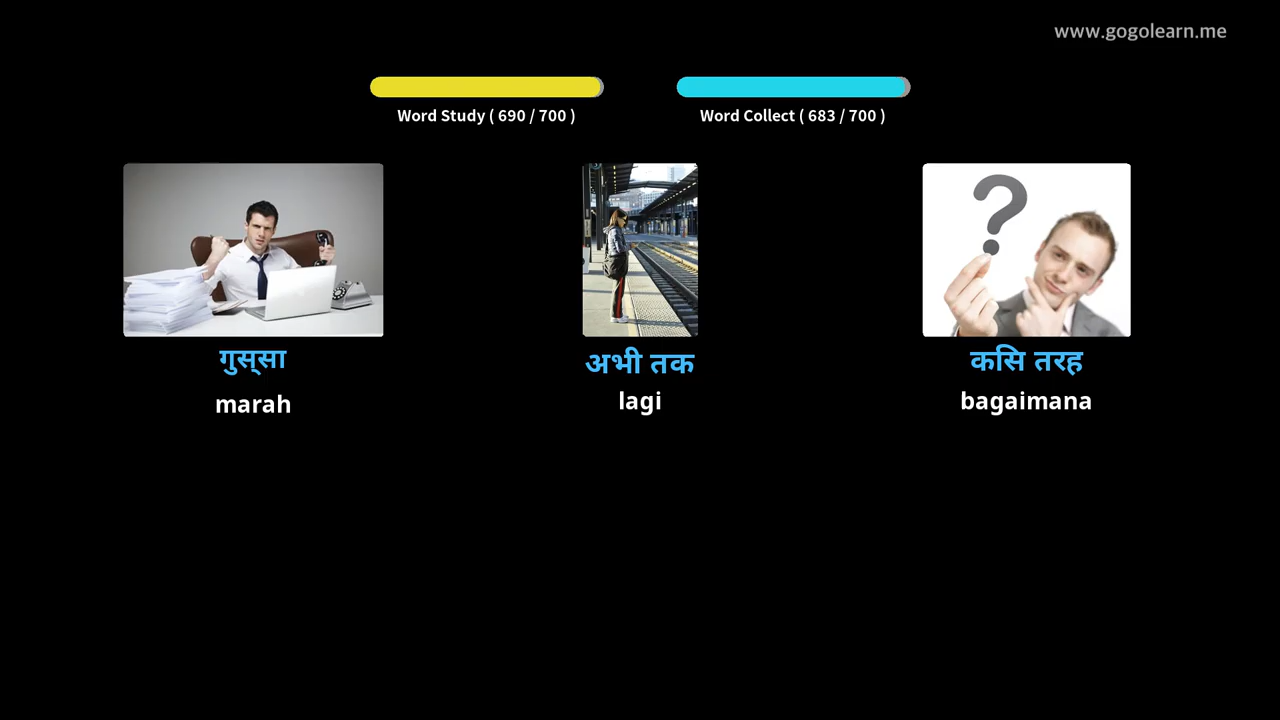 www.gogolearn.me
Word Study ( 690 / 700 )
Word Collect ( 683 / 700 )
गुस्‌सा
अभी तक
कसि तरह
marah
lagi
bagaimana